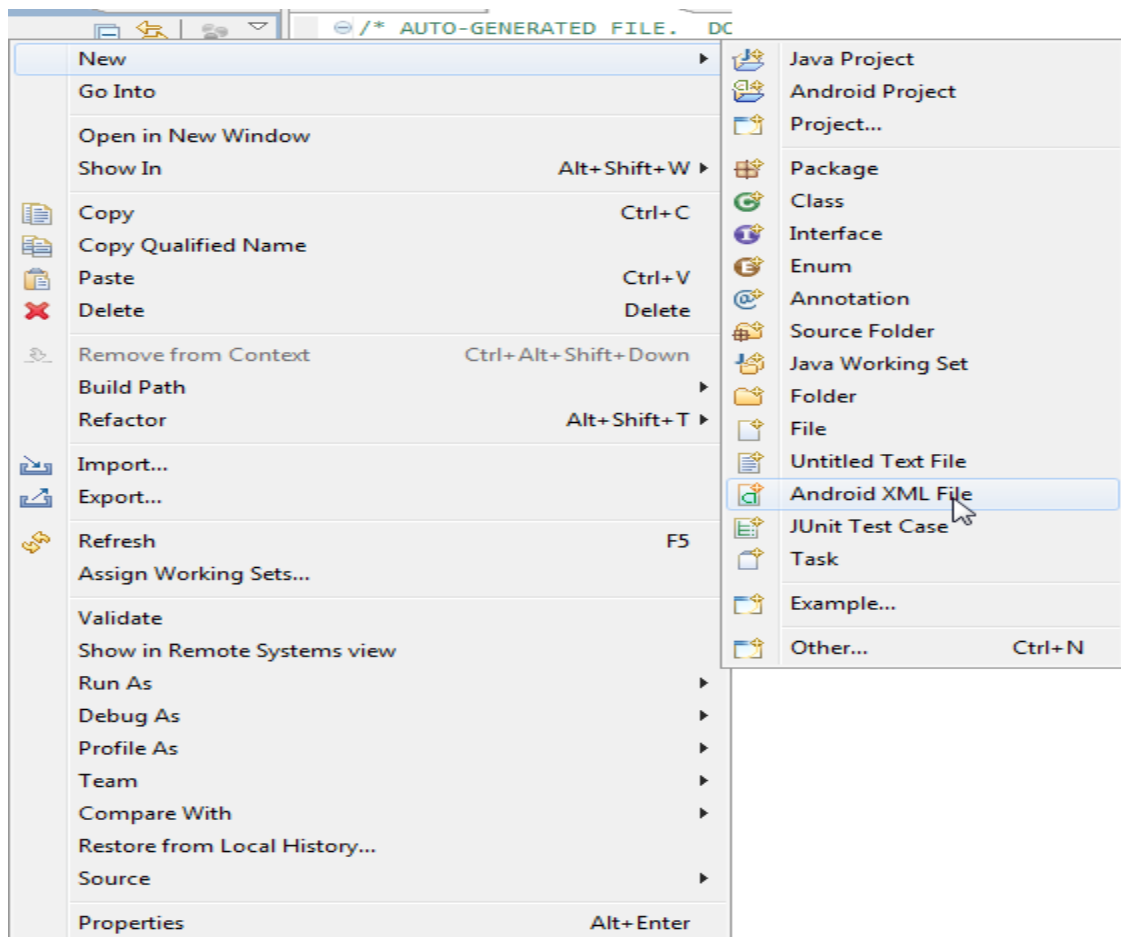 /* AUTO-GENERATED FILE. DO
New
Go Into
Open in New Window
Show In Alt+Shift+W
Copy Ctrl+C
Copy Qualified Name
Paste Ctrl+V
Delete Delete
Remove from Context Ctrl+Alt+Shift+Down
Build Path
Refactor Alt+Shift+T
Import...
Export...
Refresh F5
Assign Working Sets...
Validate
Show in Remote Systems view
Run As
Debug As
Profile As
Team
Compare With
Restore from Local History...
Source
Properties Alt+Enter
Java Project
Android Project
Project...
Package
Class
Interface
Enum
Annotation
Source Folder
Java Working Set
Folder
File
Untitled Text File
Android XML File
JUnit Test Case
Task
Example...
Other... Ctrl+N